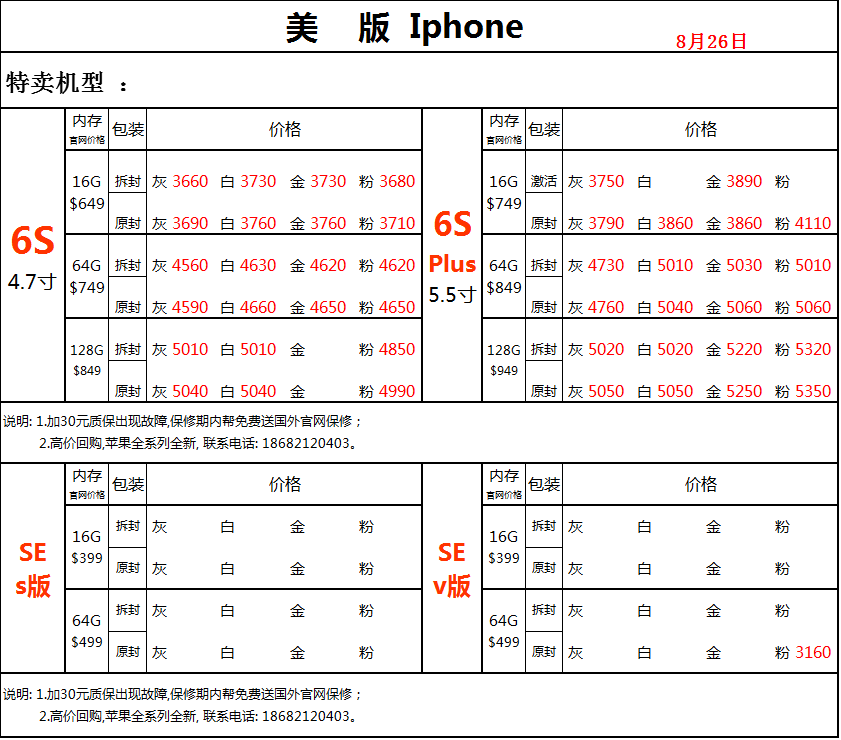 美 版 Iphone
8月26日
特卖机型 ：
6S
4.7寸
内存
官网价格
包装
价格
16G
$649
拆封 灰 3660 白 3730 金 3730 粉 3680
原封 灰 3690 白 3760 金 3760 粉 3710
64G
$749
拆封 灰 4560 白 4630 金 4620 粉 4620
原封 灰 4590 白 4660 金 4650 粉 4650
128G
$849
拆封 灰 5010 白 5010 金 粉 4850
原封 灰 5040 白 5040 金 粉 4990
6S
Plus
5.5寸
内存
官网价格
包装
价格
16G
$749
激活 灰 3750 白 金 3890 粉
原封 灰 3790 白 3860 金 3860 粉 4110
64G
$849
拆封 灰 4730 白 5010 金 5030 粉 5010
原封 灰 4760 白 5040 金 5060 粉 5060
128G
$949
拆封 灰 5020 白 5020 金 5220 粉 5320
原封 灰 5050 白 5050 金 5250 粉 5350
说明: 1.加30元质保出现故障,保修期内帮免费送国外官网保修；
2.高价回购,苹果全系列全新, 联系电话: 18682120403。
SE
s版
内存
官网价格
包装
价格
16G
$399
拆封 灰 白 金 粉
原封 灰 白 金 粉
64G
$499
拆封 灰 白 金 粉
原封 灰 白 金 粉
SE
v版
内存
官网价格
包装
价格
16G
$399
拆封 灰 白 金 粉
原封 灰 白 金 粉
64G
$499
拆封 灰 白 金 粉
原封 灰 白 金 粉 3160
说明: 1.加30元质保出现故障,保修期内帮免费送国外官网保修；
2.高价回购,苹果全系列全新, 联系电话: 18682120403。